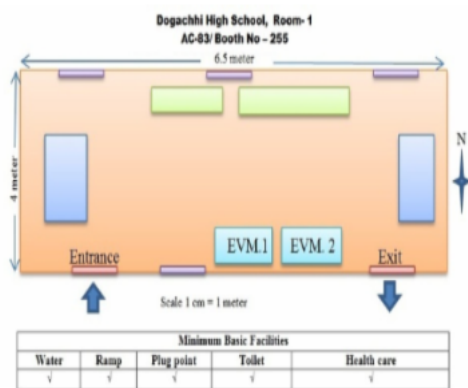 Dogachhi High School, Room- 1
AC-83/ Booth No – 255
6.5 meter
4 meter
N
EVM.1 EVM. 2
Entrance Exit
Scale 1 cm = 1 meter
Minimum Basic Facilities
Water Ramp Plug point Toilet Health care
√ √ √ √ √